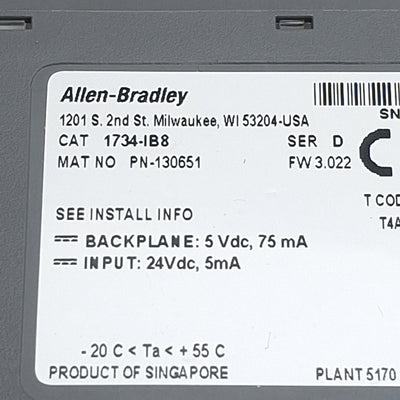 Allen-Bradley
1201 S. 2nd St. Milwaukee, WI 53204-USA
SN
CAT 1734-IB8 SER D
MAT NO PN-130651 FW 3.022
T COD
T4A
SEE INSTALL INFO
BACKPLANE: 5 Vdc, 75 mA
INPUT: 24Vdc, 5mA
- 20 C < Ta < + 55 C
PRODUCT OF SINGAPORE PLANT 5170